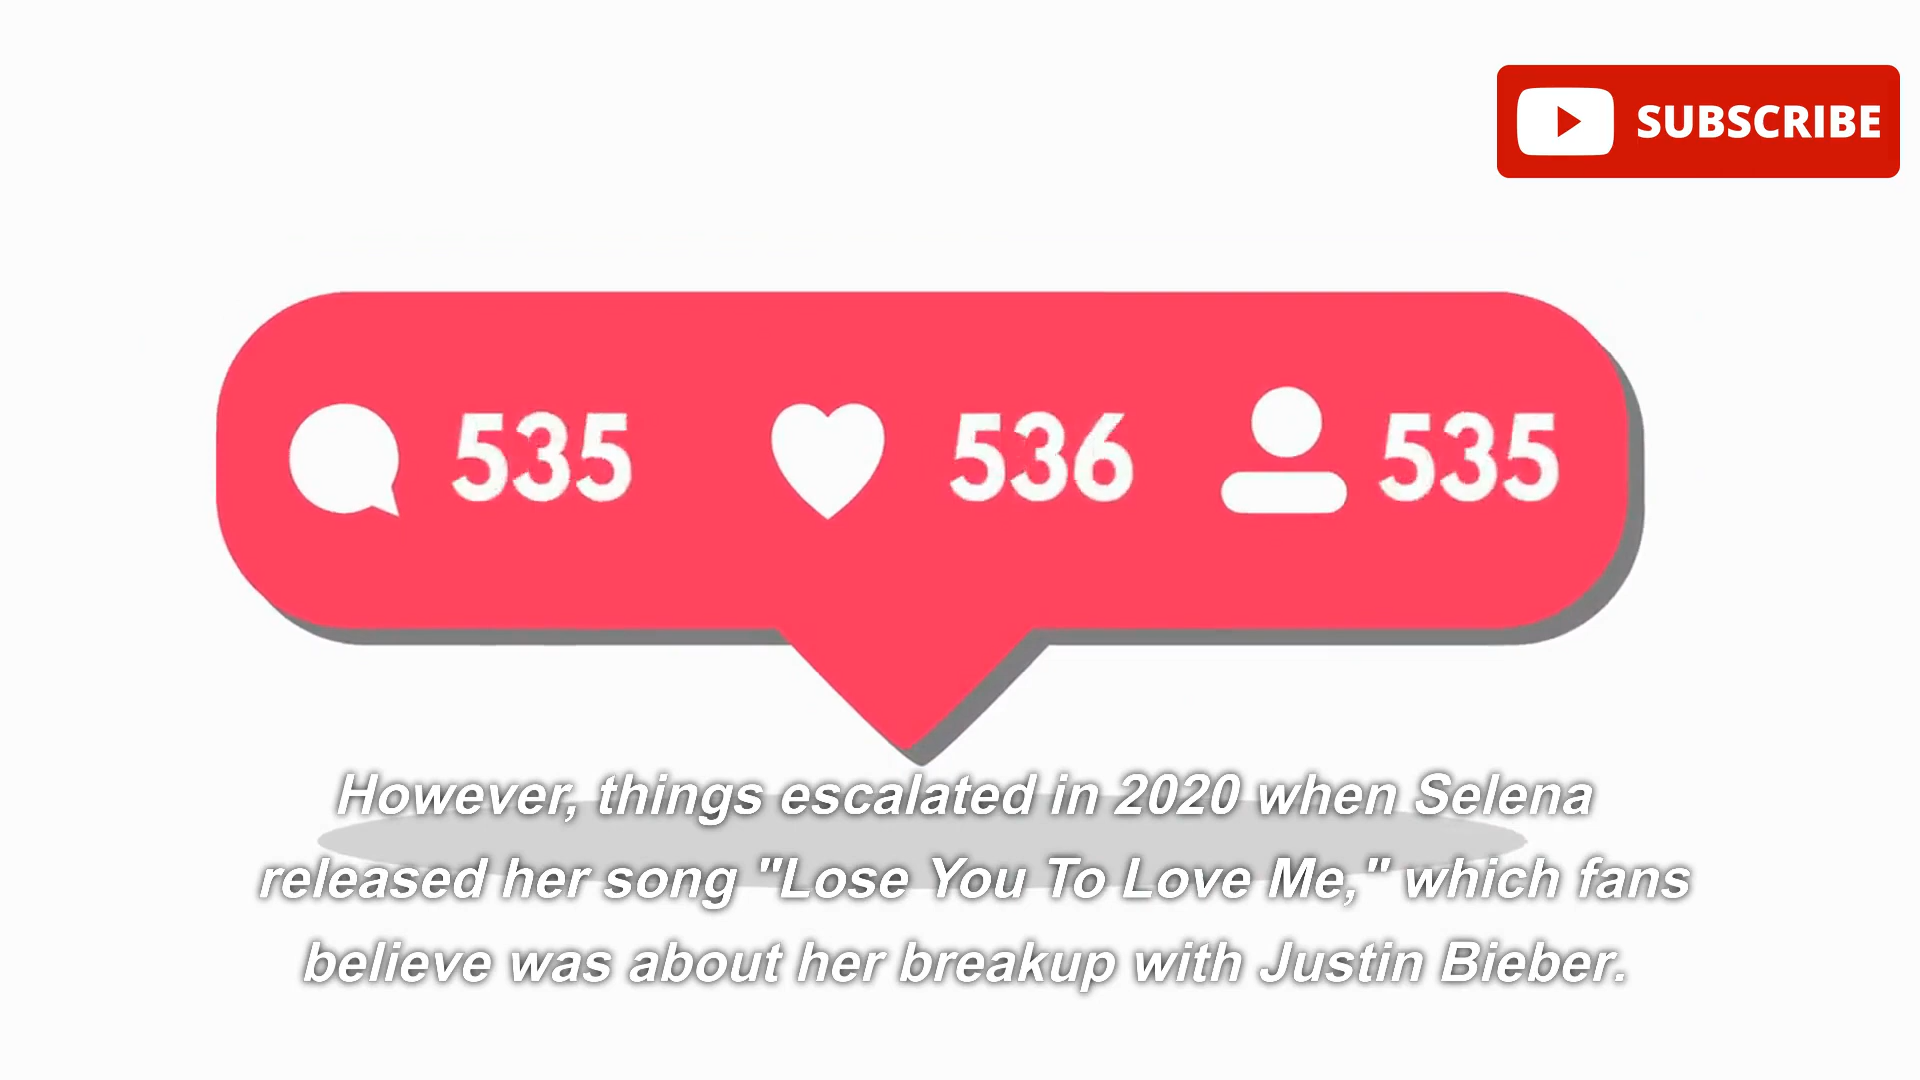 SUBSCRIBE
535 536 535
However, things escalated in 2020 when Selena
released her song "Lose You To Love Me," which fans
believe was about her breakup with Justin Bieber.